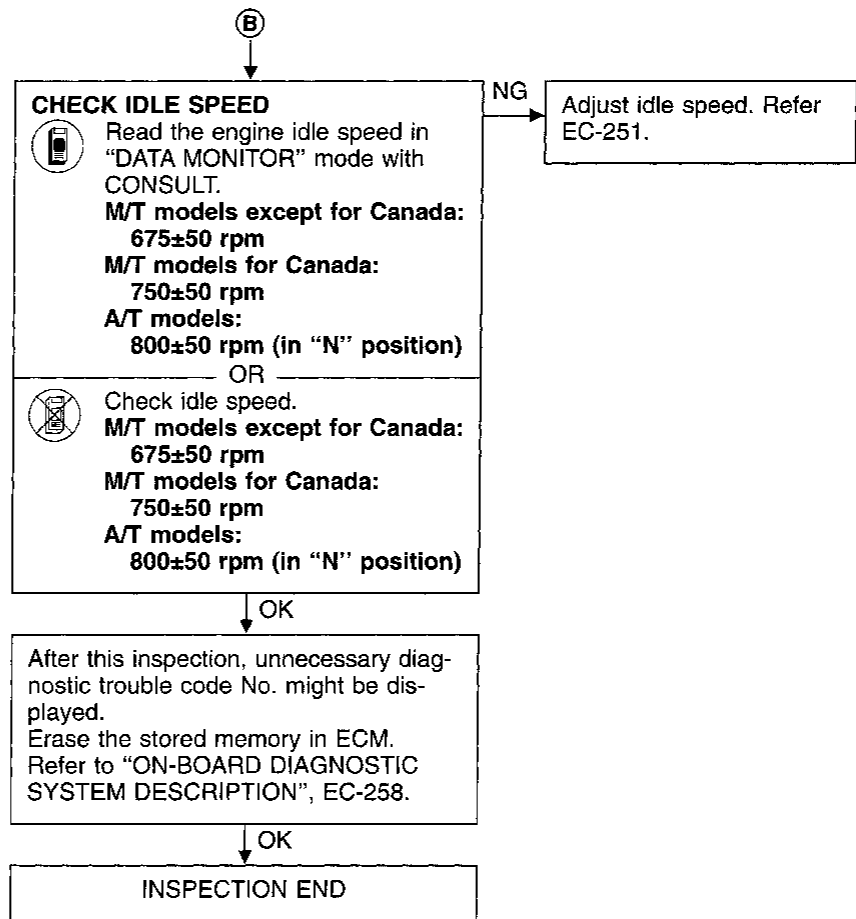 B
CHECK IDLE SPEED
Read the engine idle speed in
“DATA MONITOR” mode with
CONSULT.
M/T models except for Canada:
675±50 rpm
M/T models for Canada:
750±50 rpm
A/T models:
800±50 rpm (in “N” position)
NG
Adjust idle speed. Refer
EC-251.
OR
Check idle speed.
M/T models except for Canada:
675±50 rpm
M/T models for Canada:
750±50 rpm
A/T models:
800±50 rpm (in “N” position)
OK
After this inspection, unnecessary diag-
nostic trouble code No. might be dis-
played.
Erase the stored memory in ECM.
Refer to “ON-BOARD DIAGNOSTIC
SYSTEM DESCRIPTION”, EC-258.
OK
INSPECTION END